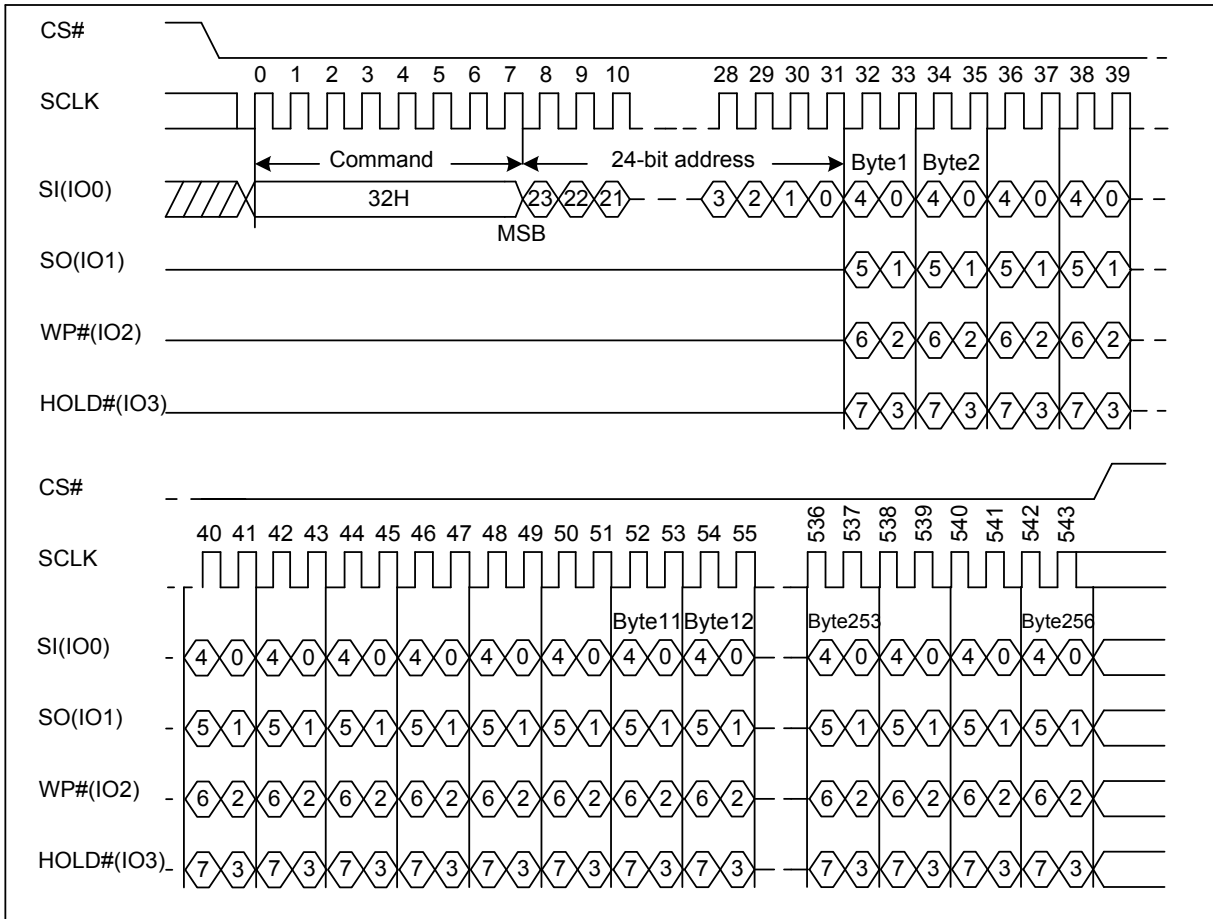 CS#
0 1 2 3 4 5 6 7 8 9 10 28 29 30 31 32 33 34 35 36 37 38 39
SCLK
Command 24-bit address Byte1 Byte2
SI(IO0) 32H 23 22 21 3 2 1 0 4 0 4 0 4 0 4 0
MSB
SO(IO1) 5 1 5 1 5 1 5 1
WP#(IO2) 6 2 6 2 6 2 6 2
HOLD#(IO3) 7 3 7 3 7 3 7 3
CS#
40 41 42 43 44 45 46 47 48 49 50 51 52 53 54 55 536 537 538 539 540 541 542 543
SCLK
Byte11 Byte12 Byte253 Byte256
SI(IO0) 4 0 4 0 4 0 4 0 4 0 4 0 4 0 4 0 4 0 4 0 4 0 4 0
SO(IO1) 5 1 5 1 5 1 5 1 5 1 5 1 5 1 5 1 5 1 5 1 5 1 5 1
WP#(IO2) 6 2 6 2 6 2 6 2 6 2 6 2 6 2 6 2 6 2 6 2 6 2 6 2
HOLD#(IO3) 7 3 7 3 7 3 7 3 7 3 7 3 7 3 7 3 7 3 7 3 7 3 7 3